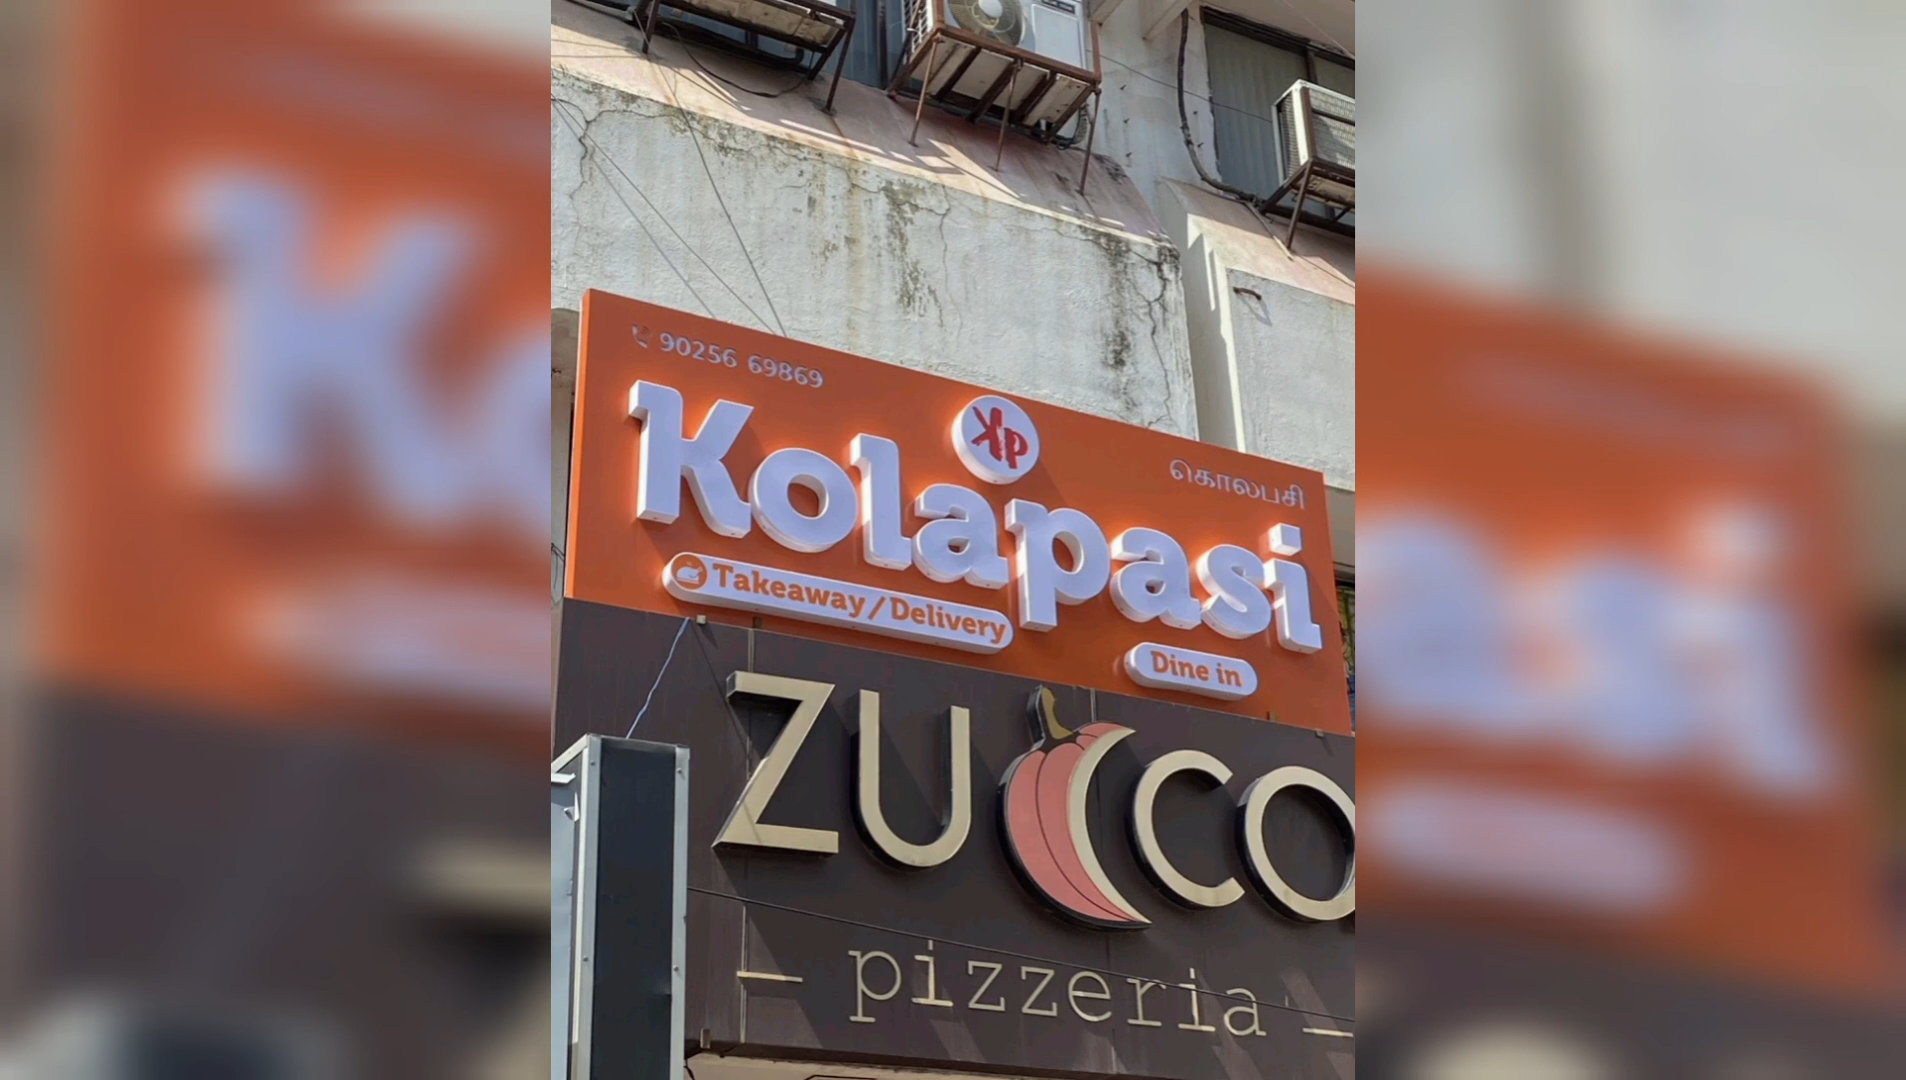 90256 69869
KP
கொலபசி
Kolapasi
Takeaway/Delivery
Dine in
ZUCCO
pizzeria